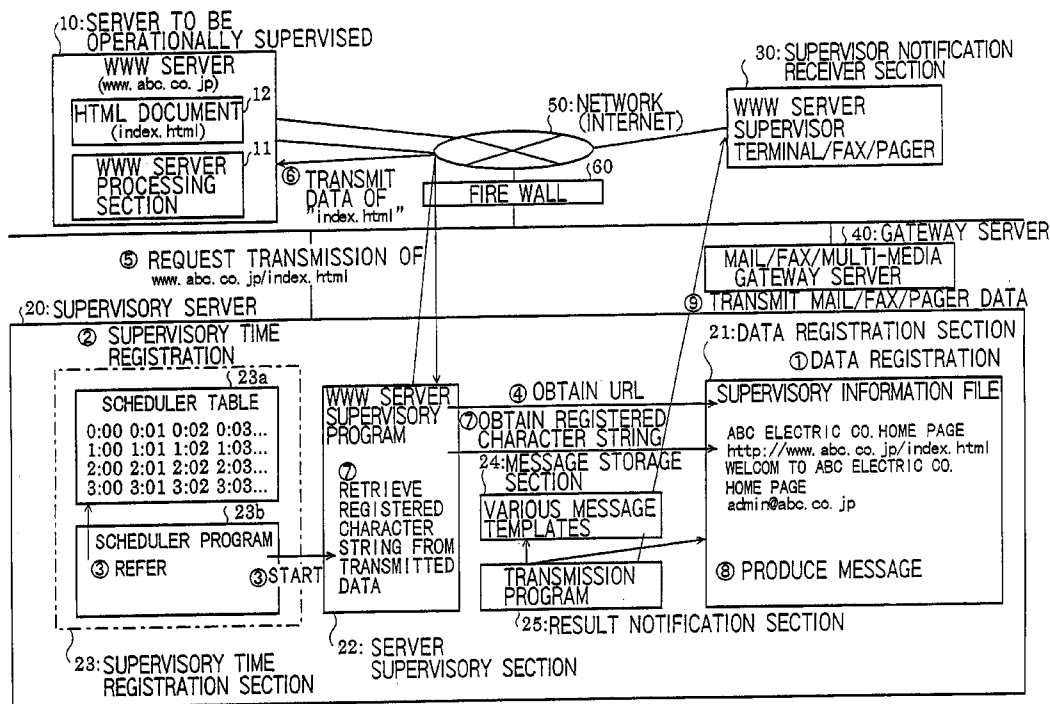 10:SERVER TO BE
OPERATIONALLY SUPERVISED
WWW SERVER
(www.abc.co.jp)
12
HTML DOCUMENT
(index.html)
11
WWW SERVER
PROCESSING
SECTION
50:NETWORK
(INTERNET)
30:SUPERVISOR NOTIFICATION
RECEIVER SECTION
WWW SERVER
SUPERVISOR
TERMINAL/FAX/PAGER
⑥ TRANSMIT
DATA OF
"index.html"
60
FIRE WALL
40:GATEWAY SERVER
MAIL/FAX/MULTI-MEDIA
GATEWAY SERVER
⑤ REQUEST TRANSMISSION OF
www.abc.co.jp/index.html
⑨ TRANSMIT MAIL/FAX/PAGER DATA
20:SUPERVISORY SERVER
② SUPERVISORY TIME
REGISTRATION
23a
SCHEDULER TABLE
0:00 0:01 0:02 0:03...
1:00 1:01 1:02 1:03...
2:00 2:01 2:02 2:03...
3:00 3:01 3:02 3:03...
23b
SCHEDULER PROGRAM
③ REFER
③START
23:SUPERVISORY TIME
REGISTRATION SECTION
WWW SERVER
SUPERVISORY
PROGRAM
⑦
RETRIEVE
REGISTERED
CHARACTER
STRING FROM
TRANSMITTED
DATA
22: SERVER
SUPERVISORY SECTION
④ OBTAIN URL
⑦OBTAIN REGISTERED
CHARACTER STRING
24:MESSAGE STORAGE
SECTION
VARIOUS MESSAGE
TEMPLATES
TRANSMISSION
PROGRAM
25:RESULT NOTIFICATION SECTION
21:DATA REGISTRATION SECTION
①DATA REGISTRATION
SUPERVISORY INFORMATION FILE
ABC ELECTRIC CO. HOME PAGE
http://www.abc.co.jp/index.html
WELCOM TO ABC ELECTRIC CO.
HOME PAGE
admin@abc.co.jp
⑧ PRODUCE MESSAGE